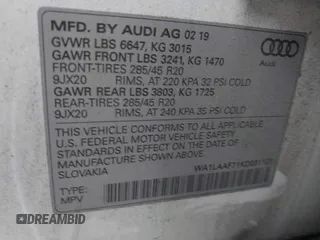 MFD. BY AUDI AG 02 19
GVWR LBS 6647, KG 3015
GAWR FRONT LBS 3241, KG 1470
FRONT-TIRES 285/45 R20
9JX20 RIMS, AT 220 KPA 32 PSI COLD
GAWR REAR LBS 3803, KG 1725
REAR-TIRES 285/45 R20
9JX20 RIMS, AT 240 KPA 35 PSI COLD
Audi
THIS VEHICLE CONFORMS TO ALL APPLICABLE
U.S. FEDERAL MOTOR VEHICLE
SAFETY STANDARDS IN EFFECT
DATE OF MANUFACTURE SHOWN ABOVE
SLOVAKIA
TYPE:
MPV
© DREAMBID AUTO